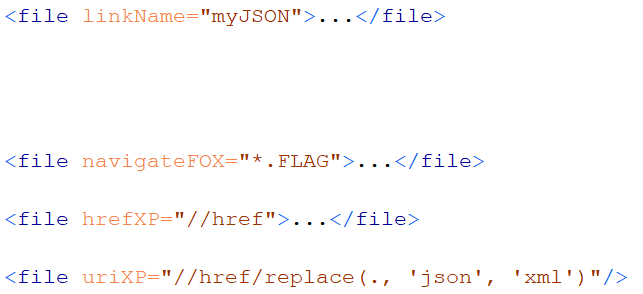 <file linkName="myJSON">...</file>
<file navigateFOX="*.FLAG">...</file>
<file hrefXP="//href">...</file>
<file uriXP="//href/replace(., 'json', 'xml')"/>